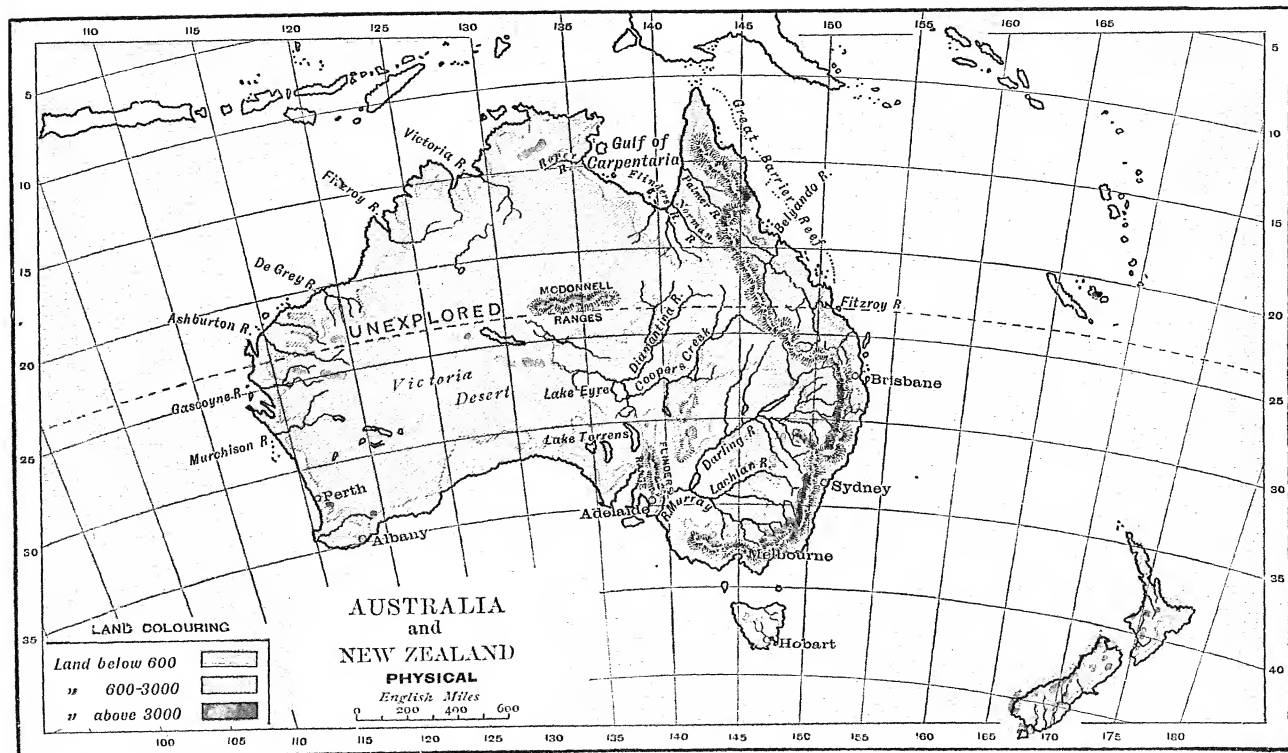 110 115 120 125 130 135 140 145 150 155 160 165
5
10
15
20
25
30
35
5
10
15
20
25
30
35
40
Victoria R.
Fitzroy R.
De Grey R.
Ashburton R.
Gascoyne R.
Murchison R.
Roper R.
Gulf of Carpentaria
Flinders R.
Palmer R.
Norman R.
Great Barrier Reef
Belyando R.
Fitzroy R.
UNEXPLORED
MCDONNELL
RANGES
Diamantina R.
Coopers Creek
Victoria
Desert
Lake Eyre
Lake Torrens
FLINDERS
RANGE
Darling R.
Lachlan R.
R. Murray
Brisbane
Sydney
Perth
Albany
Adelaide
Melbourne
Hobart
AUSTRALIA
and
NEW ZEALAND
PHYSICAL
English Miles
0 200 400 600
LAND COLOURING
Land below 600
" 600-3000
" above 3000
100 105 110 115 120 125 130 135 140 145 150 155 160 165 170 175 180